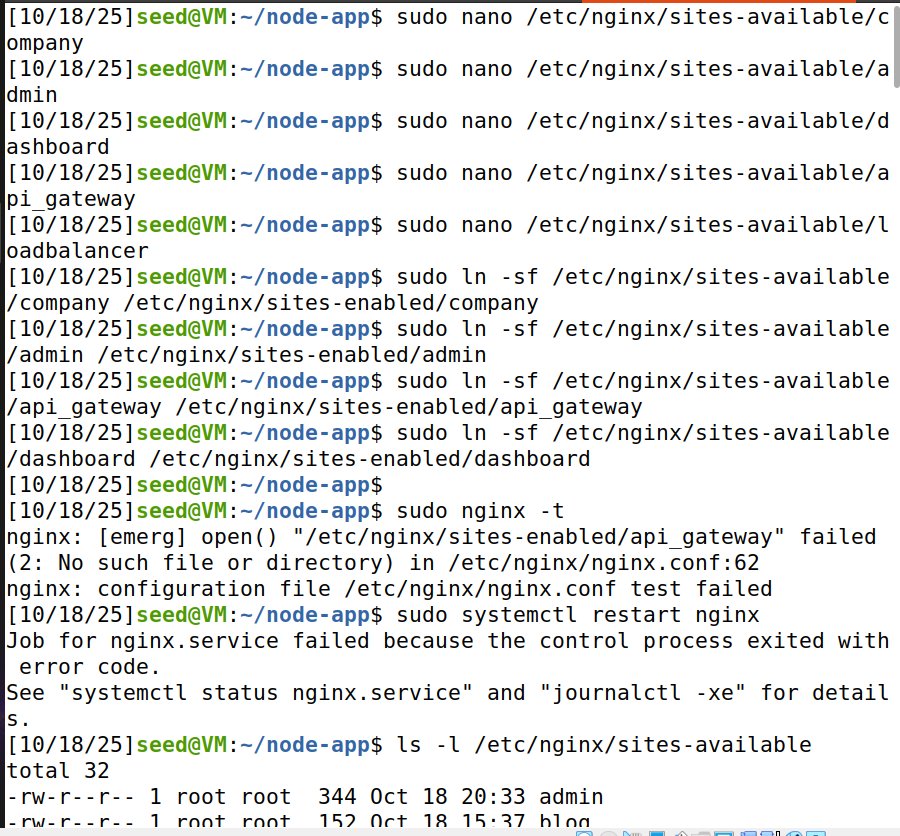 [10/18/25]seed@VM:~/node-app$ sudo nano /etc/nginx/sites-available/c
ompany
[10/18/25]seed@VM:~/node-app$ sudo nano /etc/nginx/sites-available/a
dmin
[10/18/25]seed@VM:~/node-app$ sudo nano /etc/nginx/sites-available/d
ashboard
[10/18/25]seed@VM:~/node-app$ sudo nano /etc/nginx/sites-available/a
pi_gateway
[10/18/25]seed@VM:~/node-app$ sudo nano /etc/nginx/sites-available/l
oadbalancer
[10/18/25]seed@VM:~/node-app$ sudo ln -sf /etc/nginx/sites-available
/company /etc/nginx/sites-enabled/company
[10/18/25]seed@VM:~/node-app$ sudo ln -sf /etc/nginx/sites-available
/admin /etc/nginx/sites-enabled/admin
[10/18/25]seed@VM:~/node-app$ sudo ln -sf /etc/nginx/sites-available
/api_gateway /etc/nginx/sites-enabled/api_gateway
[10/18/25]seed@VM:~/node-app$ sudo ln -sf /etc/nginx/sites-available
/dashboard /etc/nginx/sites-enabled/dashboard
[10/18/25]seed@VM:~/node-app$
[10/18/25]seed@VM:~/node-app$ sudo nginx -t
nginx: [emerg] open() "/etc/nginx/sites-enabled/api_gateway" failed
(2: No such file or directory) in /etc/nginx/nginx.conf:62
nginx: configuration file /etc/nginx/nginx.conf test failed
[10/18/25]seed@VM:~/node-app$ sudo systemctl restart nginx
Job for nginx.service failed because the control process exited with
 error code.
See "systemctl status nginx.service" and "journalctl -xe" for detail
s.
[10/18/25]seed@VM:~/node-app$ ls -l /etc/nginx/sites-available
total 32
-rw-r--r-- 1 root root  344 Oct 18 20:33 admin
-rw-r--r-- 1 root root  152 Oct 18 15:37 blog